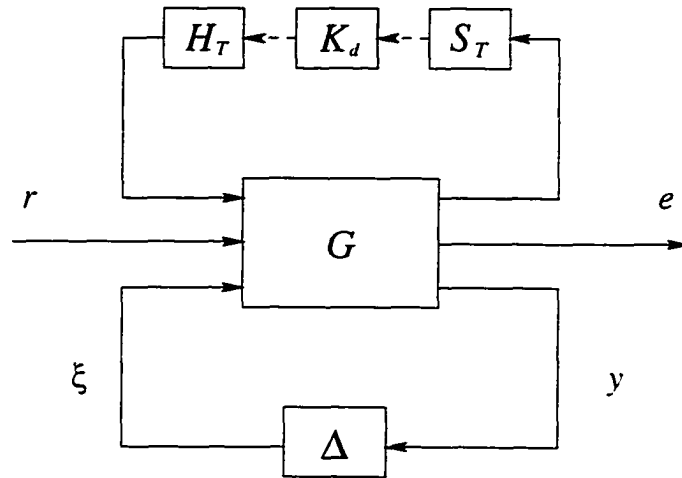 H_T K_d S_T
r e
G
ξ y
Δ